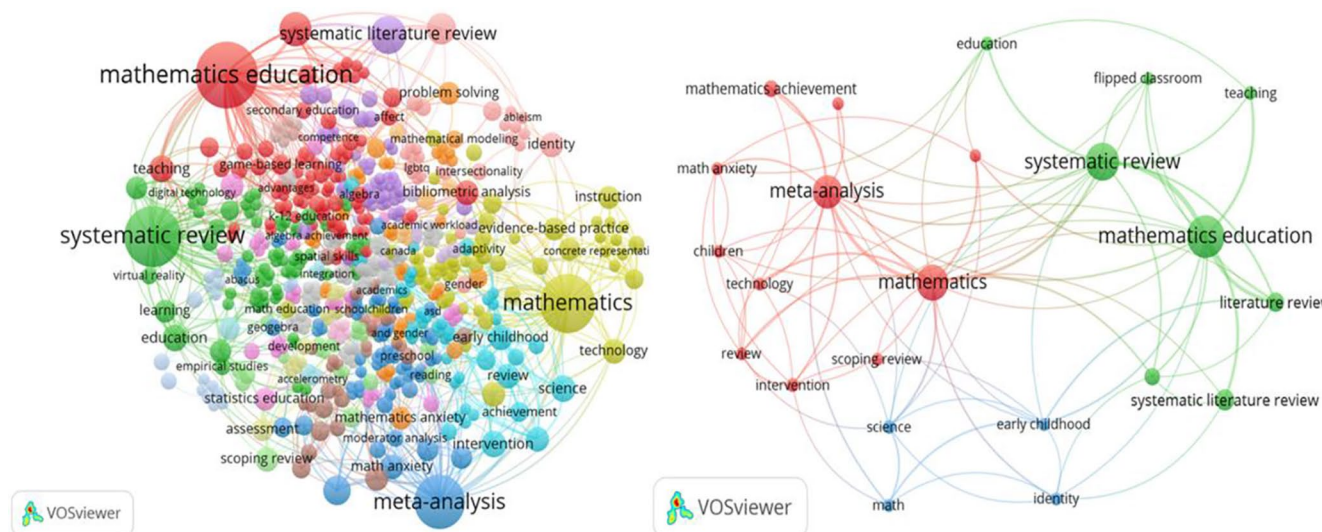 systematic literature review
mathematics education
problem solving
secondary education
affect
ableism
competence
mathematical modeling
identity
teaching
game-based learning
lgbtq
intersectionality
digital technology
advantages
algebra
bibliometric analysis
instruction
k-12 education
academic workload
evidence-based practice
systematic review
algebra achievement
canada
adaptivity
concrete representati
spatial skills
virtual reality
abacus
integration
gender
academics
mathematics
learning
math education
schoolchildren
asd
geogebra
and gender
early childhood
education
development
preschool
technology
empirical studies
reading
review
accelerometry
science
statistics education
mathematics anxiety
achievement
assessment
moderator analysis
intervention
scoping review
math anxiety
meta-analysis
VOSviewer
education
flipped classroom
mathematics achievement
teaching
systematic review
math anxiety
meta-analysis
mathematics education
children
technology
mathematics
literature review
review
scoping review
intervention
systematic literature review
science
early childhood
math
identity
VOSviewer